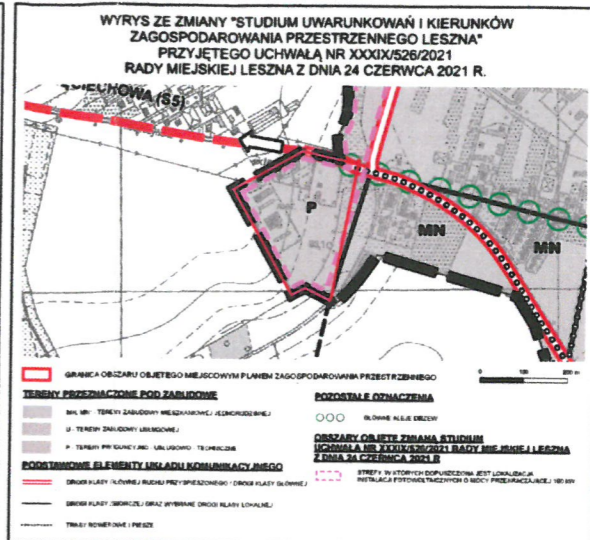 WYRYS ZE ZMIANY "STUDIUM UWARUNKOWAŃ I KIERUNKÓW
ZAGOSPODAROWANIA PRZESTRZENNEGO LESZNA"
PRZYJĘTEGO UCHWAŁĄ NR XXXIX/526/2021
RADY MIEJSKIEJ LESZNA Z DNIA 24 CZERWCA 2021 R.
(S5)
P
MN
MN
GRANICA OBSZARU OBJĘTEGO MIEJSCOWYM PLANEM ZAGOSPODAROWANIA PRZESTRZENNEGO
0 100 200 m
TERENY PRZEZNACZONE POD ZABUDOWĘ
TERENY ZABUDOWY MIESZKANIOWEJ JEDNORODZINNEJ
U - TERENY ZABUDOWY USŁUGOWEJ
P - TERENY PRODUKCYJNO - USŁUGOWO - TECHNICZNE
PODSTAWOWE ELEMENTY UKŁADU KOMUNIKACYJNEGO
DROGI KLASY GŁÓWNEJ RUCHU PRZYSPIESZONEGO / DROGI KLASY GŁÓWNEJ
DROGI KLASY ZBIORCZEJ ORAZ WYBRANE DROGI KLASY LOKALNEJ
TRASY ROWEROWE I PIESZE
POZOSTAŁE OZNACZENIA
GŁÓWNE ALEJE DRZEW
OBSZARY OBJĘTE ZMIANĄ STUDIUM
UCHWAŁA NR XXXIX/526/2021 RADY MIEJSKIEJ LESZNA
Z DNIA 24 CZERWCA 2021 R.
STREFY, W KTÓRYCH DOPUSZCZONA JEST LOKALIZACJA
INSTALACJI FOTOWOLTAICZNYCH O MOCY PRZEKRACZAJĄCEJ 100 KW